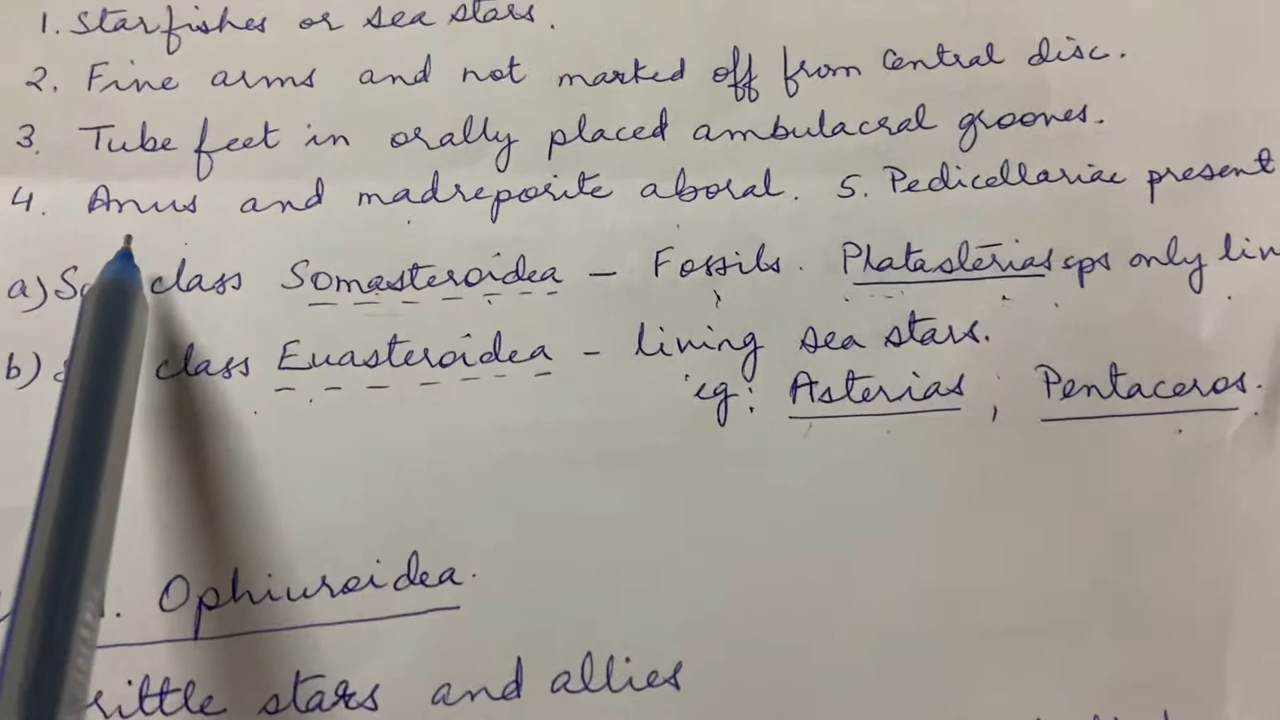 1. Starfishes or sea stars.
2. Five arms and not marked off from central disc.
3. Tube feet in orally placed ambulacral grooves.
4. Anus and madreporite aboral. 5. Pedicellariae present
a) class Somasteroidea - Fossils. Platasterias sps only
b) class Euasteroidea - living sea stars.
eg: Asterias ; Pentaceros.
Ophiuroidea.
stars and allies